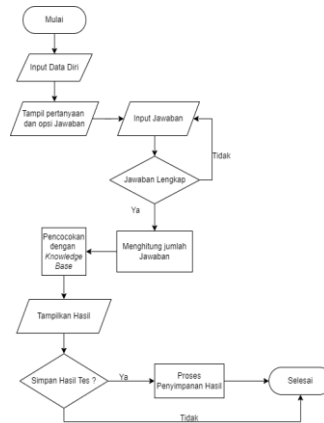 Mulai
Input Data Diri
Tampil pertanyaan
dan opsi Jawaban
Input Jawaban
Tidak
Jawaban Lengkap
Ya
Menghitung jumlah
Jawaban
Pencocokan
dengan
Knowledge
Base
Tampilkan Hasil
Simpan Hasil Tes ?
Ya
Proses
Penyimpanan Hasil
Selesai
Tidak